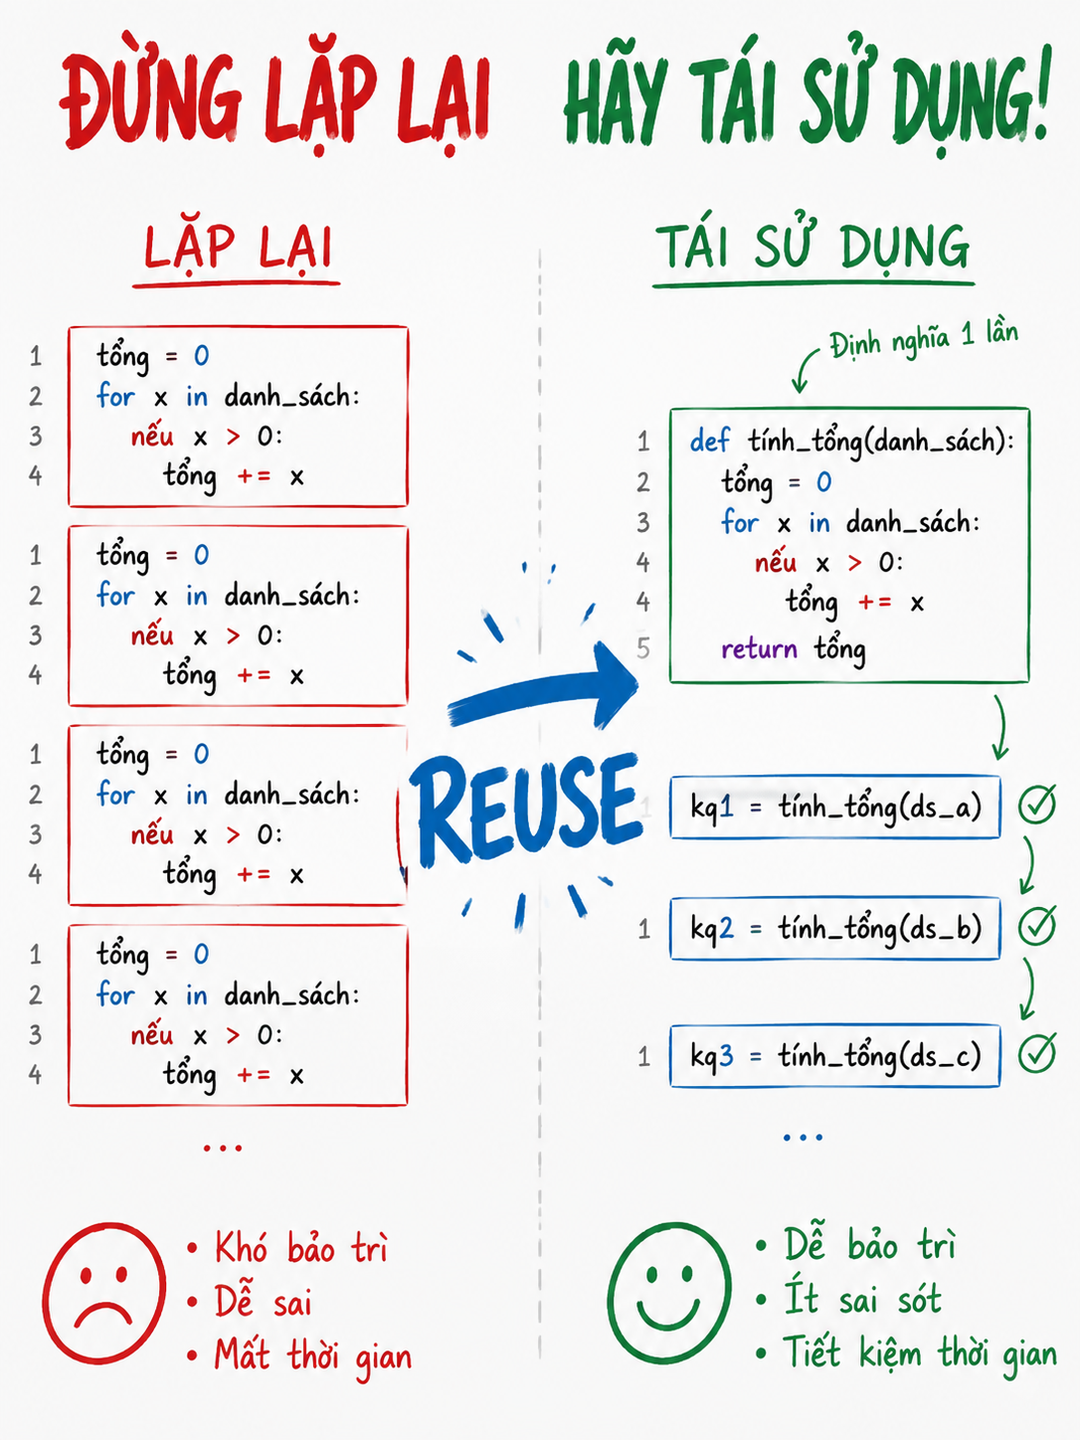 ĐỪNG LẶP LẠI
LẶP LẠI
1 tổng = 0
2 for x in danh_sách:
3 nếu x > 0:
4 tổng += x
1 tổng = 0
2 for x in danh_sách:
3 nếu x > 0:
4 tổng += x
1 tổng = 0
2 for x in danh_sách:
3 nếu x > 0:
4 tổng += x
1 tổng = 0
2 for x in danh_sách:
3 nếu x > 0:
4 tổng += x
...
• Khó bảo trì
• Dễ sai
• Mất thời gian
REUSE
HÃY TÁI SỬ DỤNG!
TÁI SỬ DỤNG
Định nghĩa 1 lần
1 def tính_tổng(danh_sách):
2 tổng = 0
3 for x in danh_sách:
4 nếu x > 0:
4 tổng += x
5 return tổng
1 kq1 = tính_tổng(ds_a)
1 kq2 = tính_tổng(ds_b)
1 kq3 = tính_tổng(ds_c)
...
• Dễ bảo trì
• Ít sai sót
• Tiết kiệm thời gian